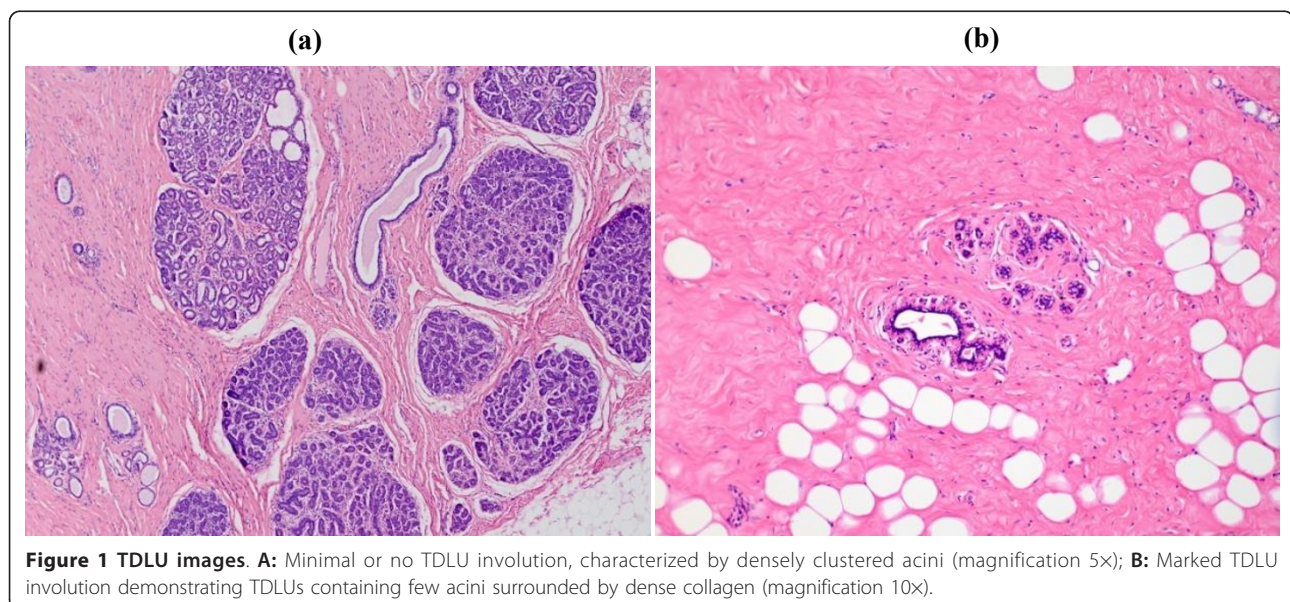 (a)
(b)
Figure 1 TDLU images. A: Minimal or no TDLU involution, characterized by densely clustered acini (magnification 5×); B: Marked TDLU
involution demonstrating TDLUs containing few acini surrounded by dense collagen (magnification 10×).